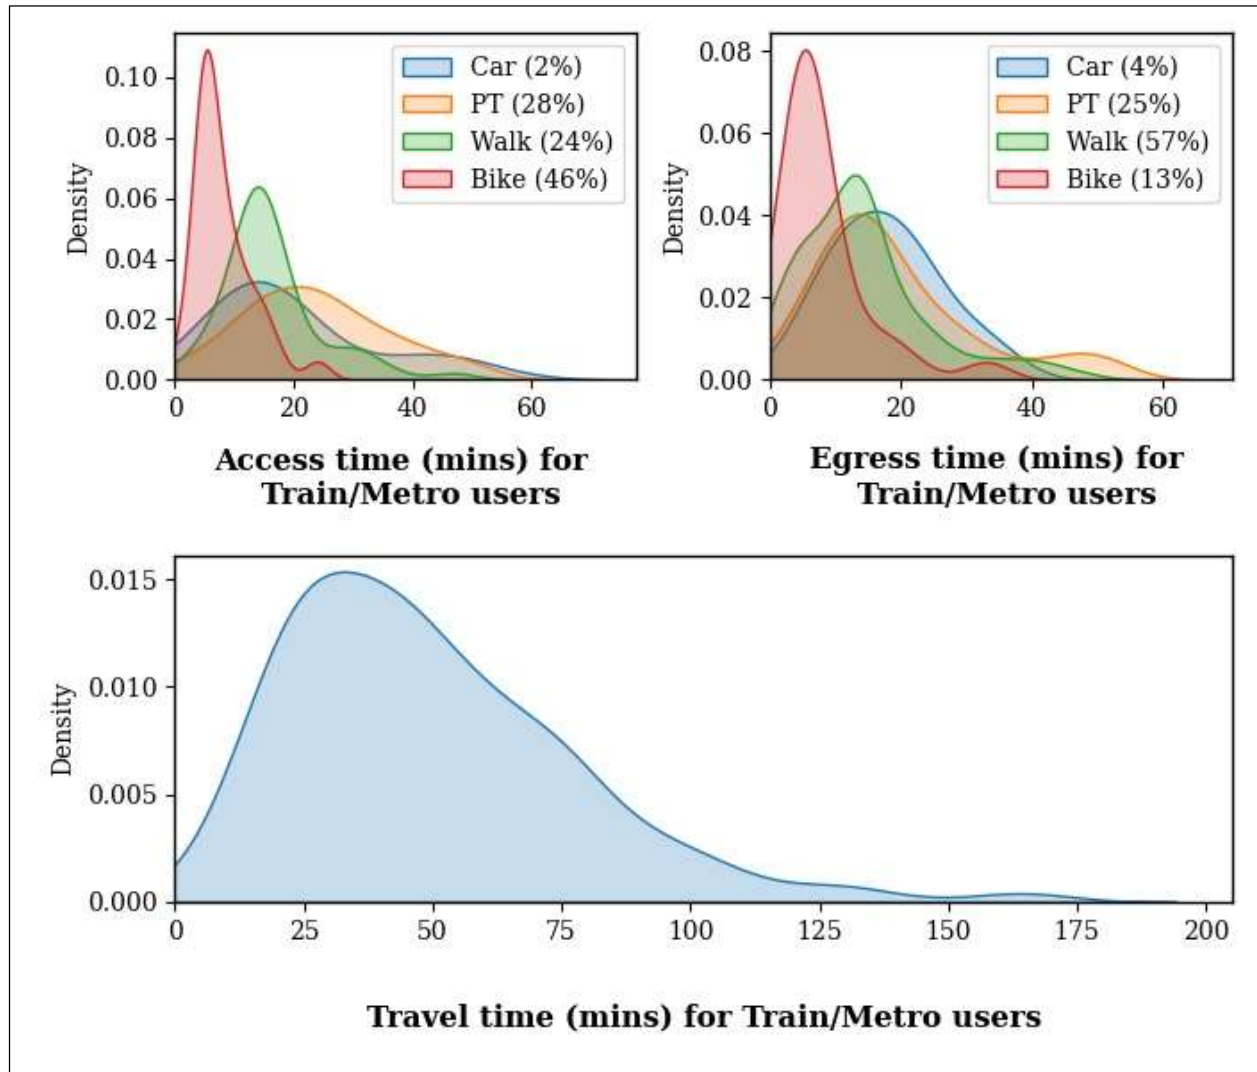 0.10
0.08
0.06
0.04
0.02
0.00
Density
Car (2%)
PT (28%)
Walk (24%)
Bike (46%)
0 20 40 60
Access time (mins) for
Train/Metro users
0.08
0.06
0.04
0.02
0.00
Density
Car (4%)
PT (25%)
Walk (57%)
Bike (13%)
0 20 40 60
Egress time (mins) for
Train/Metro users
0.015
0.010
0.005
0.000
Density
0 25 50 75 100 125 150 175 200
Travel time (mins) for Train/Metro users